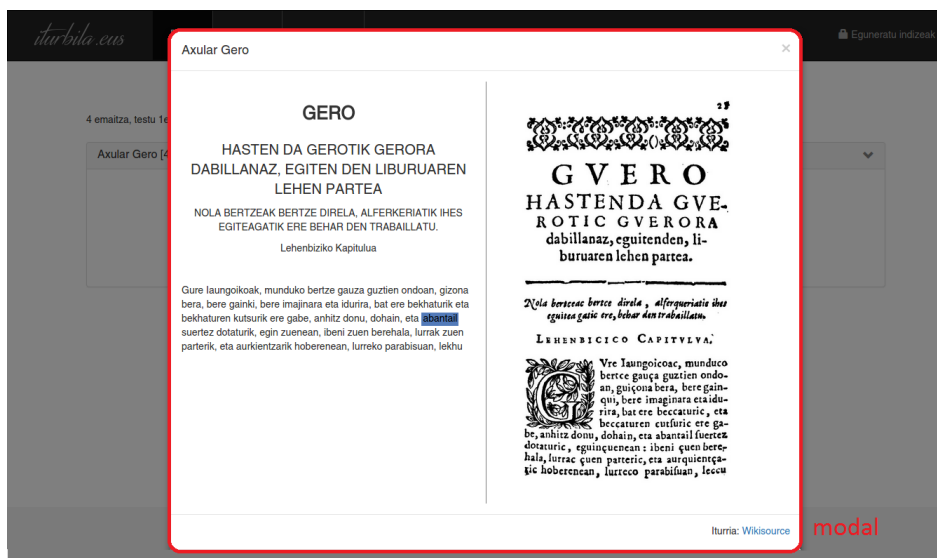 iturbila.eus
Eguneratu indizeak
4 emaitza, testu 1e
Axular Gero [4
Axular Gero
×
GERO
HASTEN DA GEROTIK GERORA
DABILLANAZ, EGITEN DEN LIBURUAREN
LEHEN PARTEA
NOLA BERTZEAK BERTZE DIRELA, ALFERKERIATIK IHES
EGITEAGATIK ERE BEHAR DEN TRABAILLATU.
Lehenbiziko Kapitulua
Gure Iaungoikoak, munduko bertze gauza guztien ondoan, gizona
bera, bere gainki, bere imajinara eta idurira, bat ere bekhaturik eta
bekhaturen kutsurik ere gabe, anhitz donu, dohain, eta abantail
suertez dotaturik, egin zuenean, ibeni zuen berehala, lurrak zuen
parterik, eta aurkientzarik hoberenean, lurreko parabisuan, lekhu
GVERO
HASTENDA GVE-
ROTIC GVERORA
dabillanaz, eguitenden, li-
buruaren lehen partea.
Nola bertceac bertce direla, alferqueriatic ihes
eguitea gatic ere, behar den trabaillatu.
LEHENBICICO CAPITVLVA.
GVre Iaungoicoac, munduco
bertce gauça guztien ondo-
an, guiçona bera, bere gain-
qui, bere imaginara eta idu-
rira, bat ere beccaturic, eta
beccaturen cutsuric ere ga-
be, anhitz donu, dohain, eta abantail suertez
dotaturic, eguinçuenean: ibeni çuen bere-
hala, lurrac çuen parteric, eta aurquientça-
ric hoberenean, lurreco parabisuan, leccu
Iturria: Wikisource
modal